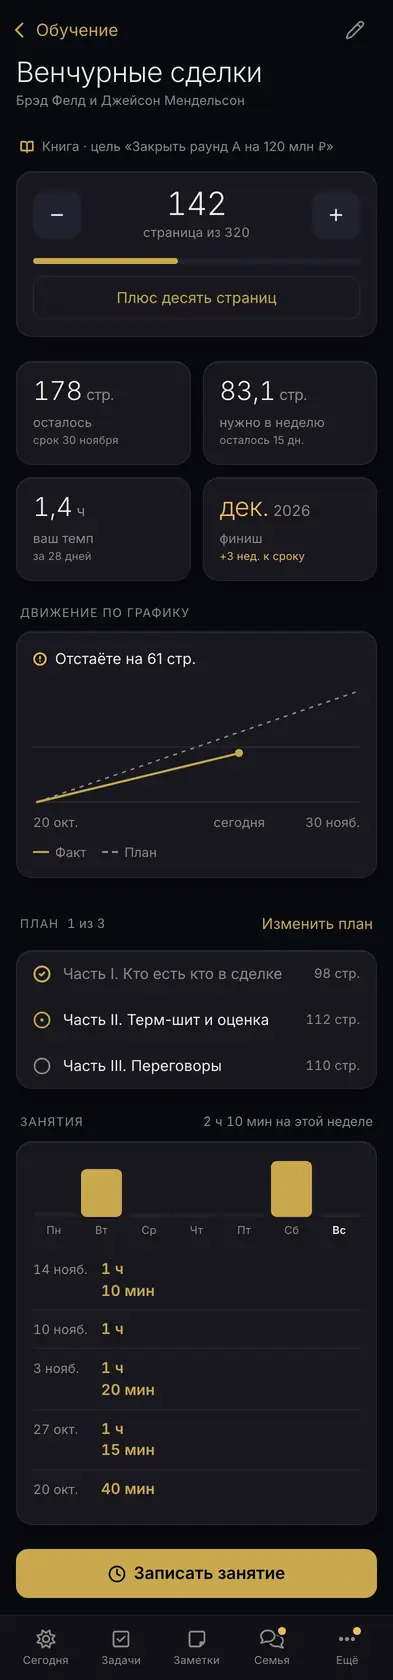 Обучение
Венчурные сделки
Брэд Фелд и Джейсон Мендельсон
Книга · цель «Закрыть раунд А на 120 млн ₽»
−
142
+
страница из 320
Плюс десять страниц
178 стр.
осталось
срок 30 ноября
83,1 стр.
нужно в неделю
осталось 15 дн.
1,4 ч
ваш темп
за 28 дней
дек. 2026
финиш
+3 нед. к сроку
ДВИЖЕНИЕ ПО ГРАФИКУ
Отстаёте на 61 стр.
20 окт.
сегодня
30 нояб.
Факт
План
ПЛАН 1 из 3
Изменить план
Часть I. Кто есть кто в сделке
98 стр.
Часть II. Терм-шит и оценка
112 стр.
Часть III. Переговоры
110 стр.
ЗАНЯТИЯ
2 ч 10 мин на этой неделе
Пн Вт Ср Чт Пт Сб Вс
14 нояб.
1 ч
10 мин
10 нояб.
1 ч
3 нояб.
1 ч
20 мин
27 окт.
1 ч
15 мин
20 окт.
40 мин
Записать занятие
Сегодня
Задачи
Заметки
Семья
Ещё